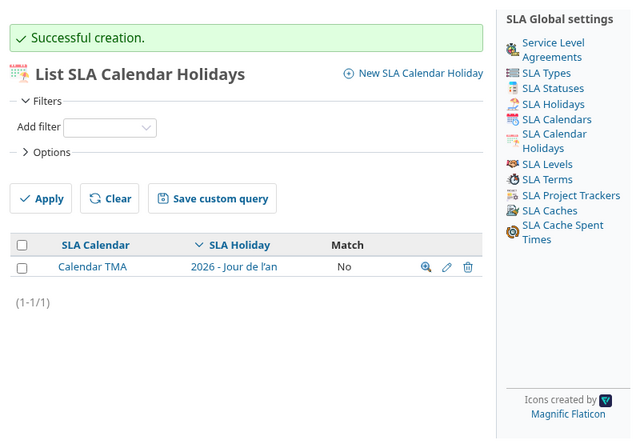 Successful creation.
List SLA Calendar Holidays
New SLA Calendar Holiday
Filters
Add filter
Options
Apply
Clear
Save custom query
SLA Calendar
SLA Holiday
Match
Calendar TMA
2026 - Jour de l'an
No
(1-1/1)
SLA Global settings
Service Level
Agreements
SLA Types
SLA Statuses
SLA Holidays
SLA Calendars
SLA Calendar
Holidays
SLA Levels
SLA Terms
SLA Project Trackers
SLA Caches
SLA Cache Spent
Times
Icons created by
Magnific Flaticon